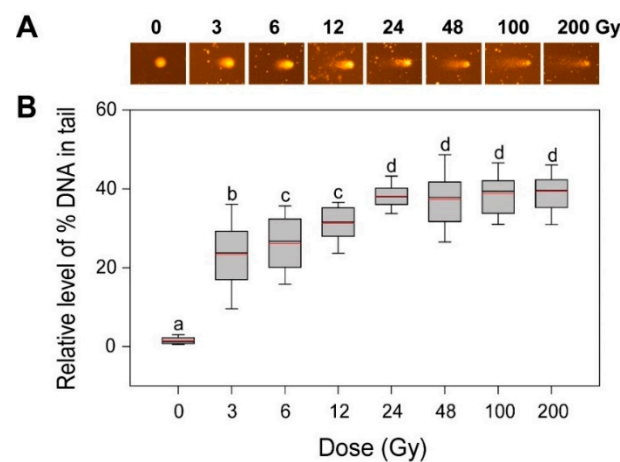 A 0 3 6 12 24 48 100 200 Gy
B
60
40
20
0
Relative level of % DNA in tail
a b c c d d d d
0 3 6 12 24 48 100 200
Dose (Gy)